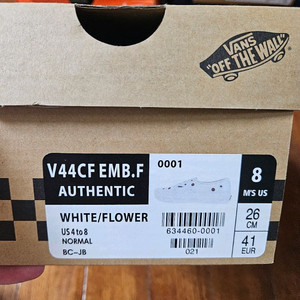 VANS
"OFF THE WALL"
V44CF EMB.F
AUTHENTIC
0001
8
M'S US
WHITE/FLOWER
US 4 to 8
NORMAL
BC-JB
634460-0001
021
26
CM
41
EUR